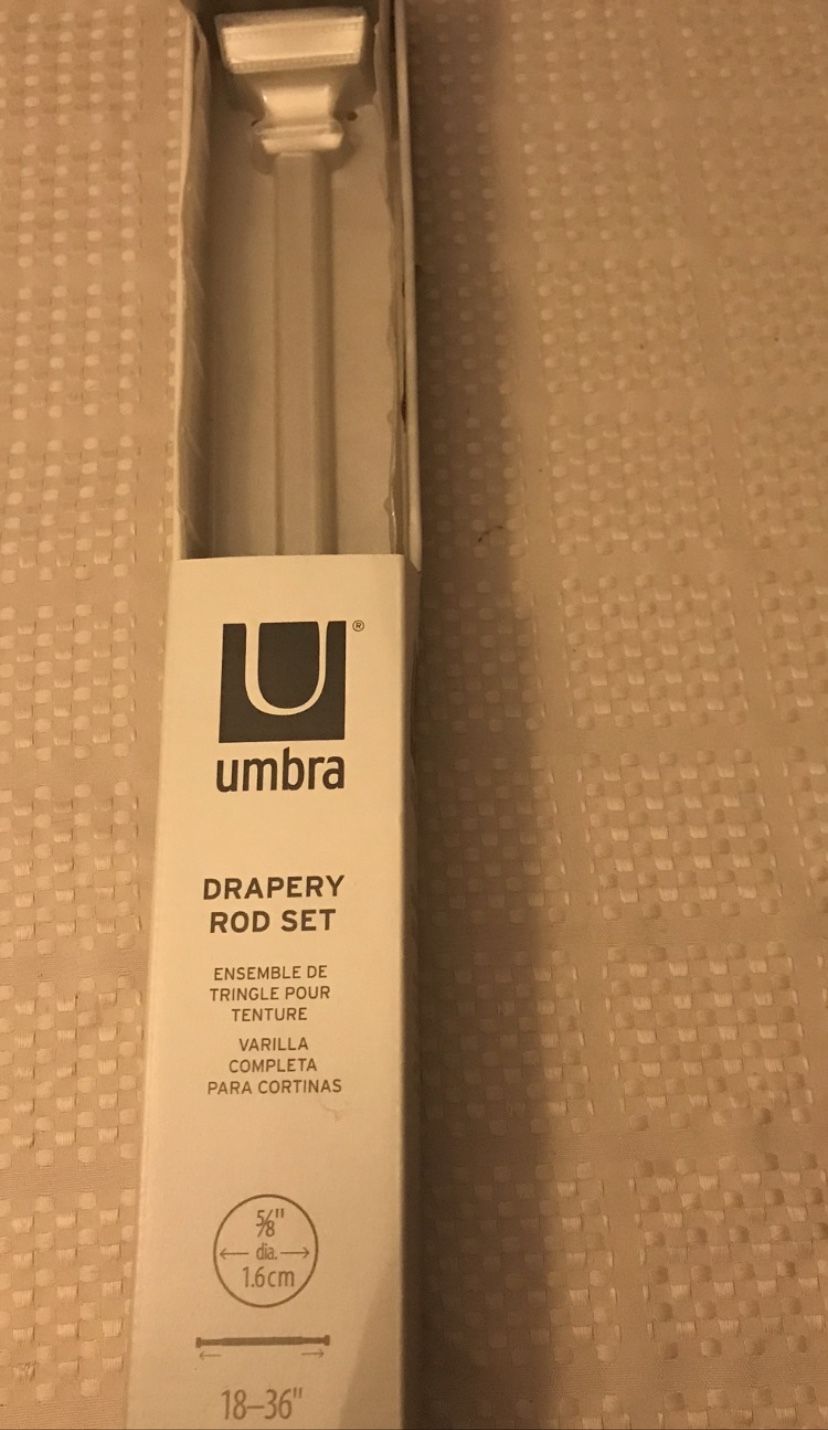 U®
umbra
DRAPERY
ROD SET
ENSEMBLE DE
TRINGLE POUR
TENTURE
VARILLA
COMPLETA
PARA CORTINAS
5/8"
dia.
1.6cm
18–36"